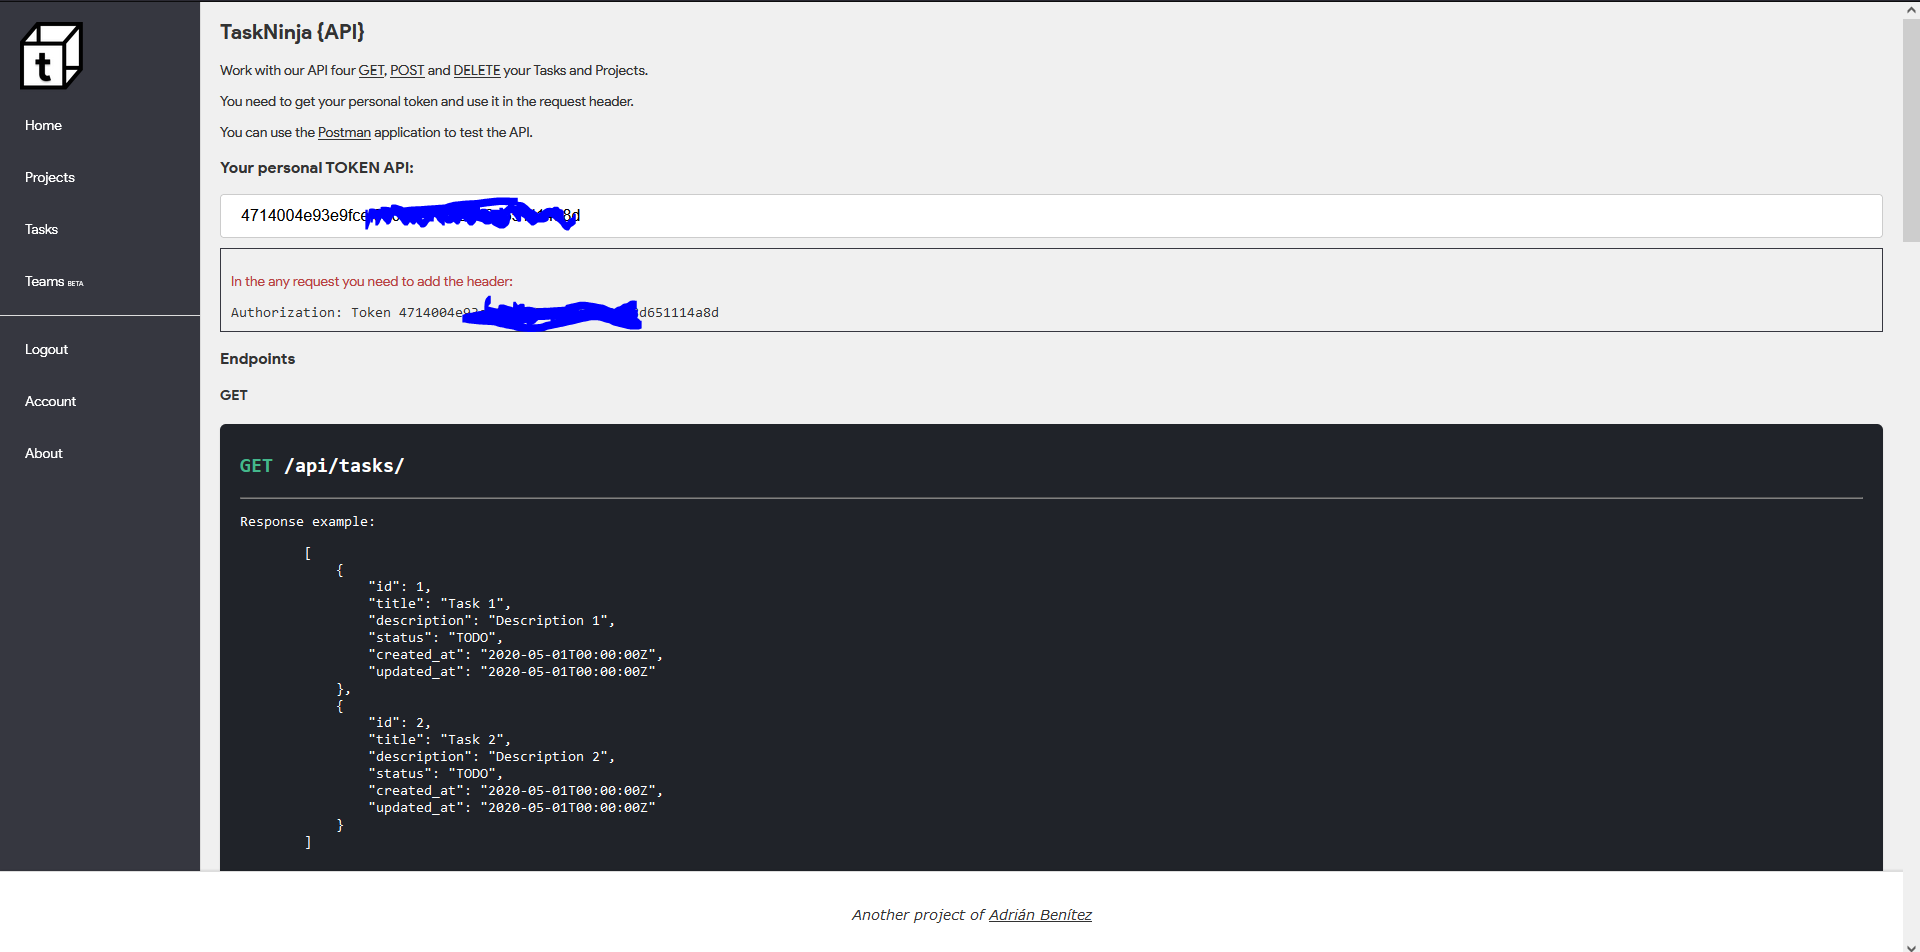 t
TaskNinja {API}
Work with our API four GET, POST and DELETE your Tasks and Projects.
You need to get your personal token and use it in the request header.
You can use the Postman application to test the API.
Your personal TOKEN API:
In the any request you need to add the header:
Authorization: Token
Home
Projects
Tasks
Teams BETA
Logout
Account
About
Endpoints
GET
GET /api/tasks/
Response example:
[
{
"id": 1,
"title": "Task 1",
"description": "Description 1",
"status": "TODO",
"created_at": "2020-05-01T00:00:00Z",
"updated_at": "2020-05-01T00:00:00Z"
},
{
"id": 2,
"title": "Task 2",
"description": "Description 2",
"status": "TODO",
"created_at": "2020-05-01T00:00:00Z",
"updated_at": "2020-05-01T00:00:00Z"
}
]
Another project of Adrián Benítez